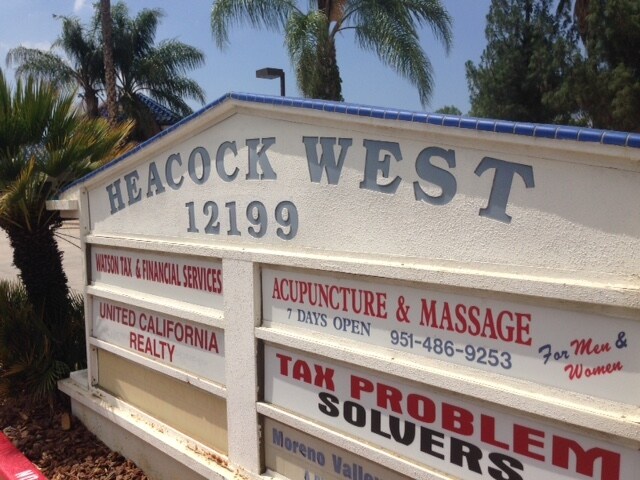 HEACOCK WEST
12199
WATSON TAX & FINANCIAL SERVICES
UNITED CALIFORNIA
REALTY
ACUPUNCTURE & MASSAGE
7 DAYS OPEN 951-486-9253
For Men &
Women
TAX PROBLEM
SOLVERS
Moreno Valley